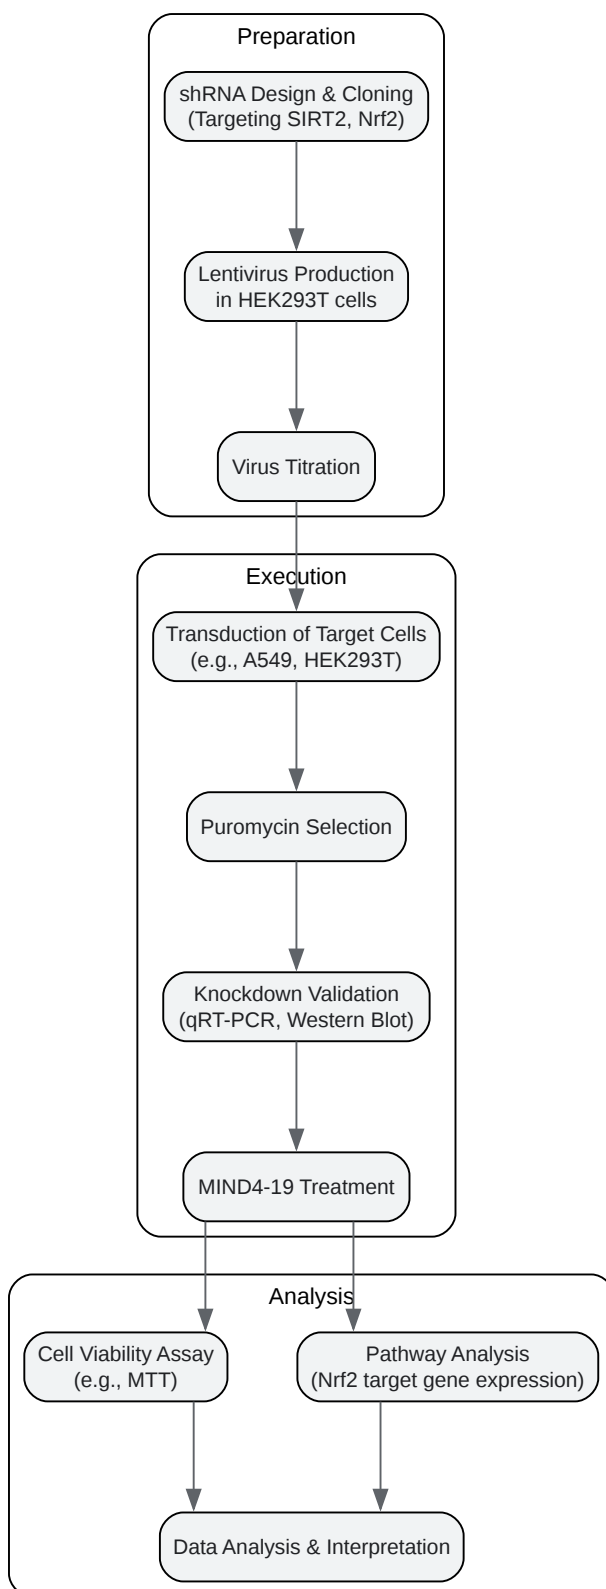 Preparation
shRNA Design & Cloning
(Targeting SIRT2, Nrf2)
Lentivirus Production
in HEK293T cells
Virus Titration
Execution
Transduction of Target Cells
(e.g., A549, HEK293T)
Puromycin Selection
Knockdown Validation
(qRT-PCR, Western Blot)
MIND4-19 Treatment
Analysis
Cell Viability Assay
(e.g., MTT)
Pathway Analysis
(Nrf2 target gene expression)
Data Analysis & Interpretation